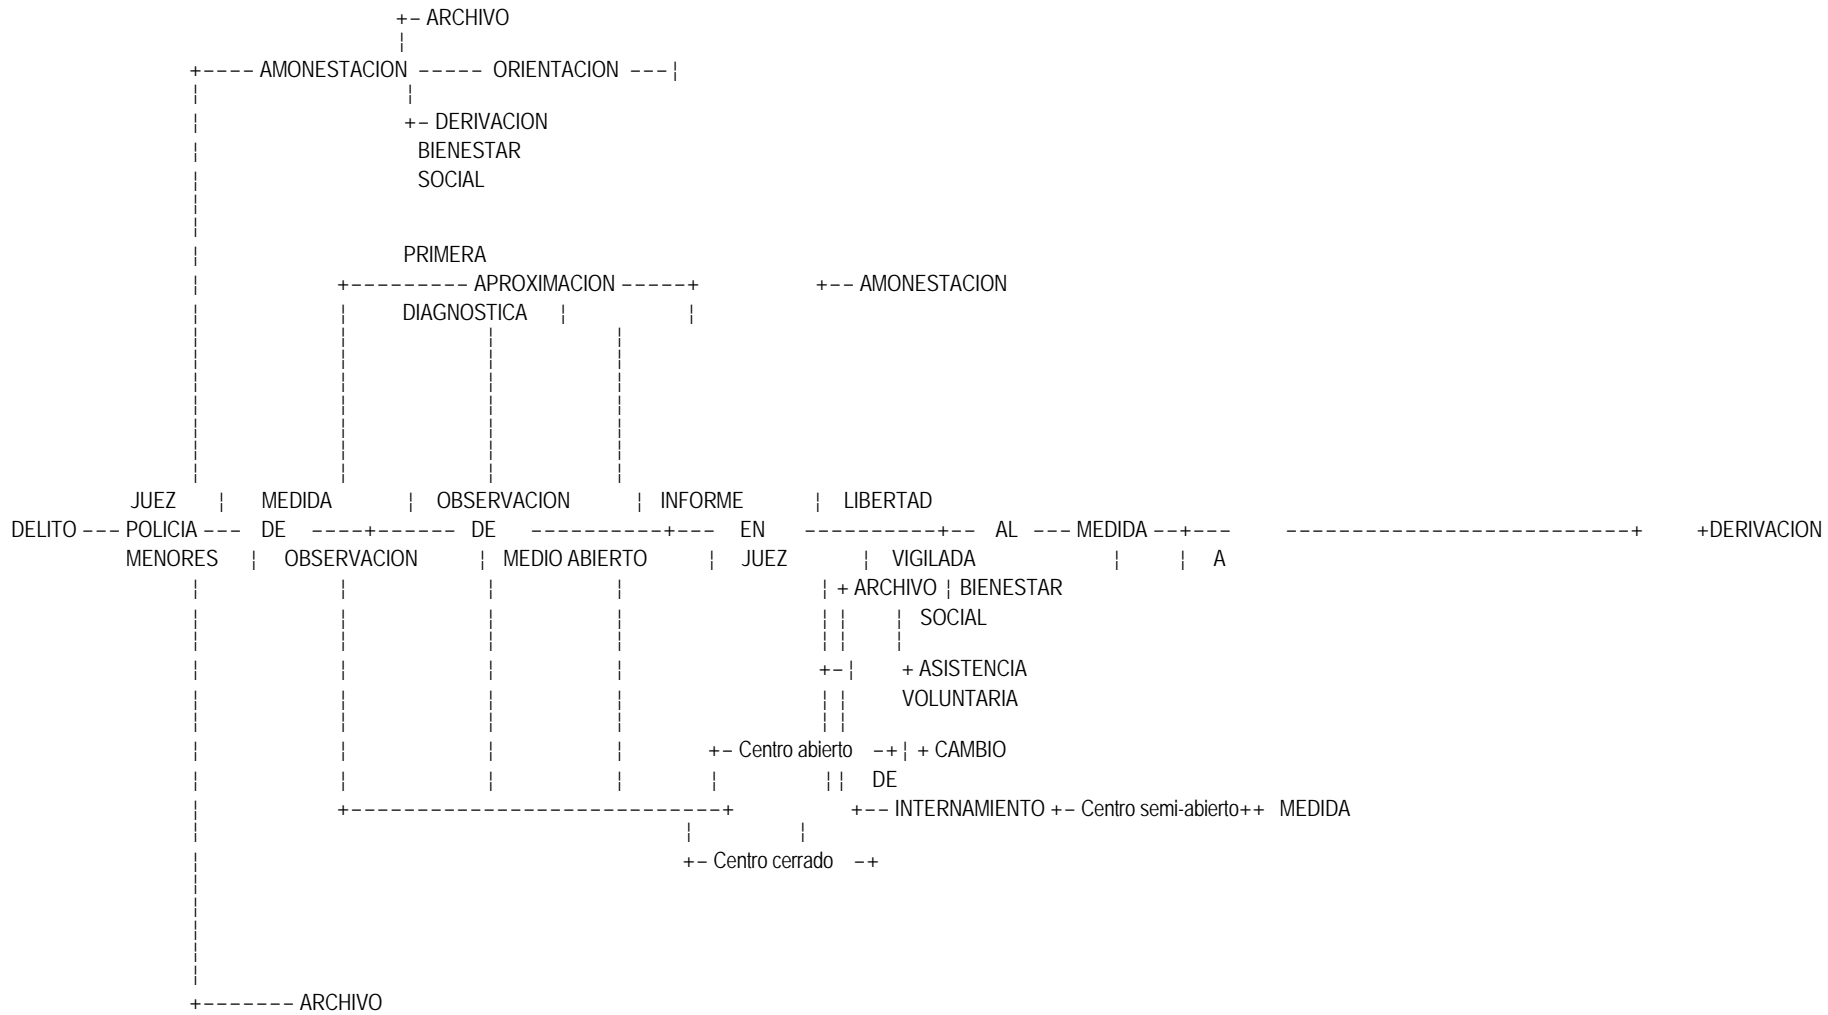 +- ARCHIVO
¦
+---- AMONESTACION ----- ORIENTACION ---¦
¦ ¦
¦ +- DERIVACION
¦ BIENESTAR
¦ SOCIAL
¦
¦
¦ PRIMERA
¦ +--------- APROXIMACION -----+ +-- AMONESTACION
¦ ¦ DIAGNOSTICA ¦ ¦
¦ ¦ ¦ ¦
¦ ¦ ¦ ¦
¦ ¦ ¦ ¦
¦ ¦ ¦ ¦
¦ ¦ ¦ ¦
¦ ¦ ¦ ¦
JUEZ ¦ MEDIDA ¦ OBSERVACION ¦ INFORME ¦ LIBERTAD
DELITO --- POLICIA --- DE ----+------ DE ----------+--- EN ----------+-- AL --- MEDIDA --+--- --------------------------+ +DERIVACION
MENORES ¦ OBSERVACION ¦ MEDIO ABIERTO ¦ JUEZ ¦ VIGILADA ¦ ¦ A
¦ ¦ ¦ ¦ ¦ + ARCHIVO ¦ BIENESTAR
¦ ¦ ¦ ¦ ¦ ¦ ¦ SOCIAL
¦ ¦ ¦ ¦ ¦ ¦ ¦
¦ ¦ ¦ ¦ +-¦ + ASISTENCIA
¦ ¦ ¦ ¦ ¦ ¦ VOLUNTARIA
¦ ¦ ¦ ¦ ¦ ¦
¦ ¦ ¦ ¦ +- Centro abierto -+¦ + CAMBIO
¦ ¦ ¦ ¦ ¦ ¦¦ DE
¦ +----------------------------+ +-- INTERNAMIENTO +- Centro semi-abierto++ MEDIDA
¦ ¦ ¦
¦ +- Centro cerrado -+
¦
¦
¦
¦
+------- ARCHIVO